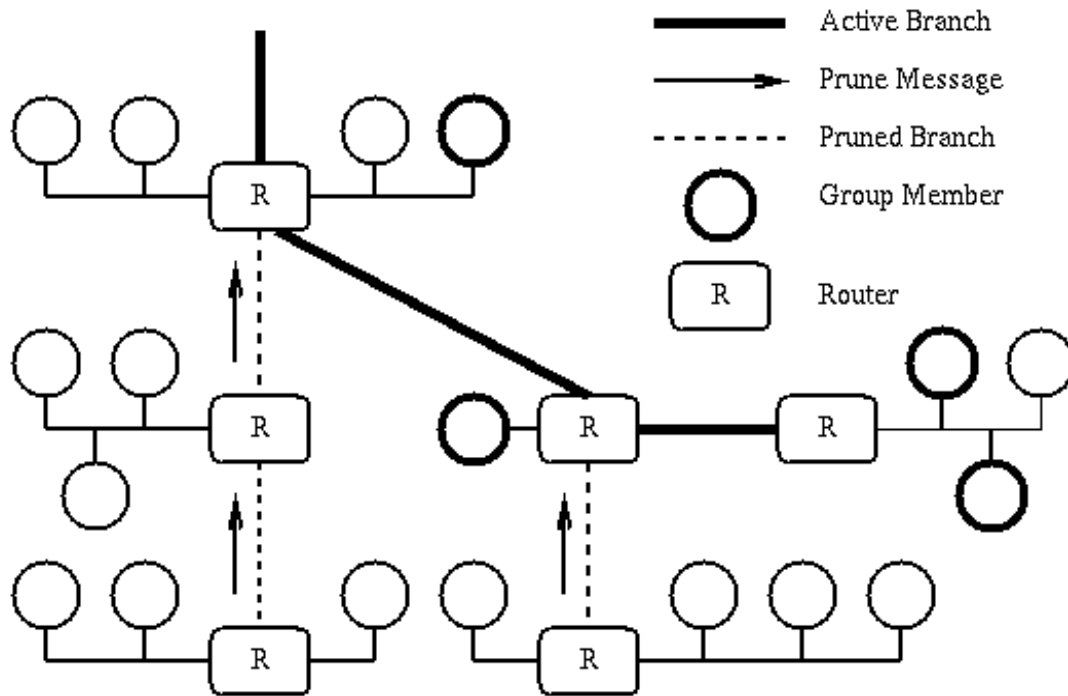 Active Branch
Prune Message
Pruned Branch
R
Group Member
R
Router
R
R
R
R
R